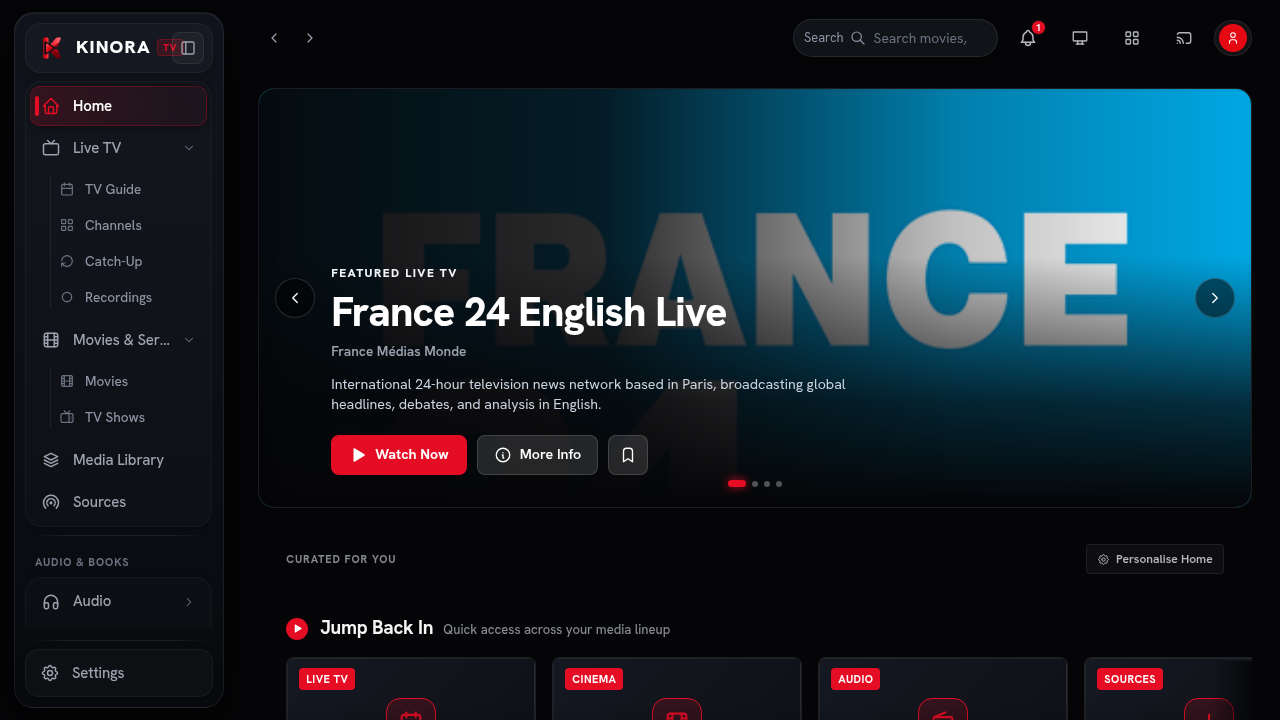 KINORA TV
Search Search movies,
1
Home
Live TV
TV Guide
Channels
Catch-Up
Recordings
Movies & Ser...
Movies
TV Shows
Media Library
Sources
AUDIO & BOOKS
Audio
Settings
FRANCE
FEATURED LIVE TV
France 24 English Live
France Médias Monde
International 24-hour television news network based in Paris, broadcasting global
headlines, debates, and analysis in English.
Watch Now
More Info
CURATED FOR YOU
Personalise Home
Jump Back In Quick access across your media lineup
LIVE TV
CINEMA
AUDIO
SOURCES